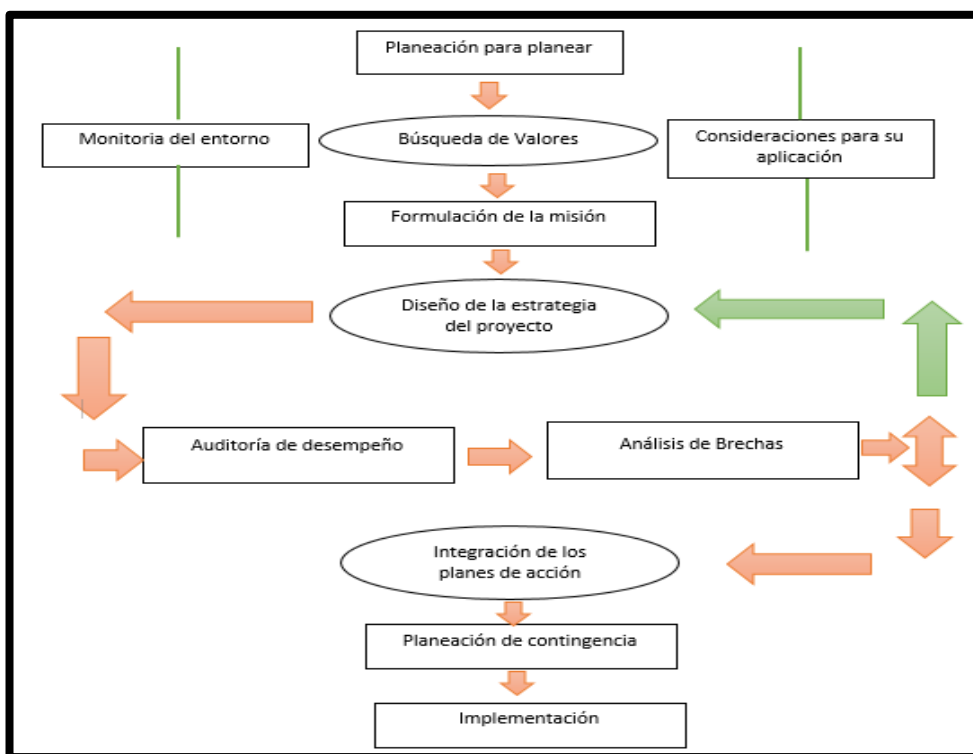 Planeación para planear
Monitoria del entorno
Búsqueda de Valores
Consideraciones para su
aplicación
Formulación de la misión
Diseño de la estrategia
del proyecto
Auditoría de desempeño
Análisis de Brechas
Integración de los
planes de acción
Planeación de contingencia
Implementación